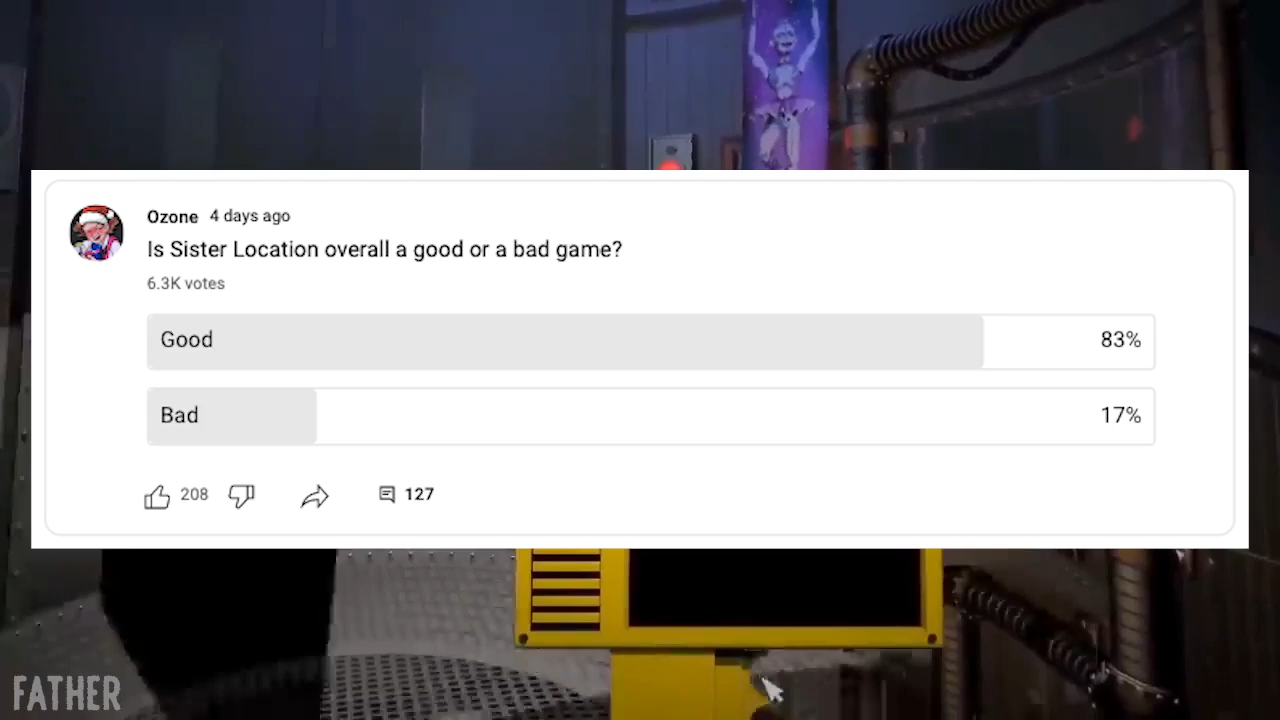 Ozone 4 days ago
Is Sister Location overall a good or a bad game?
6.3K votes
Good 83%
Bad 17%
208 127
FATHER